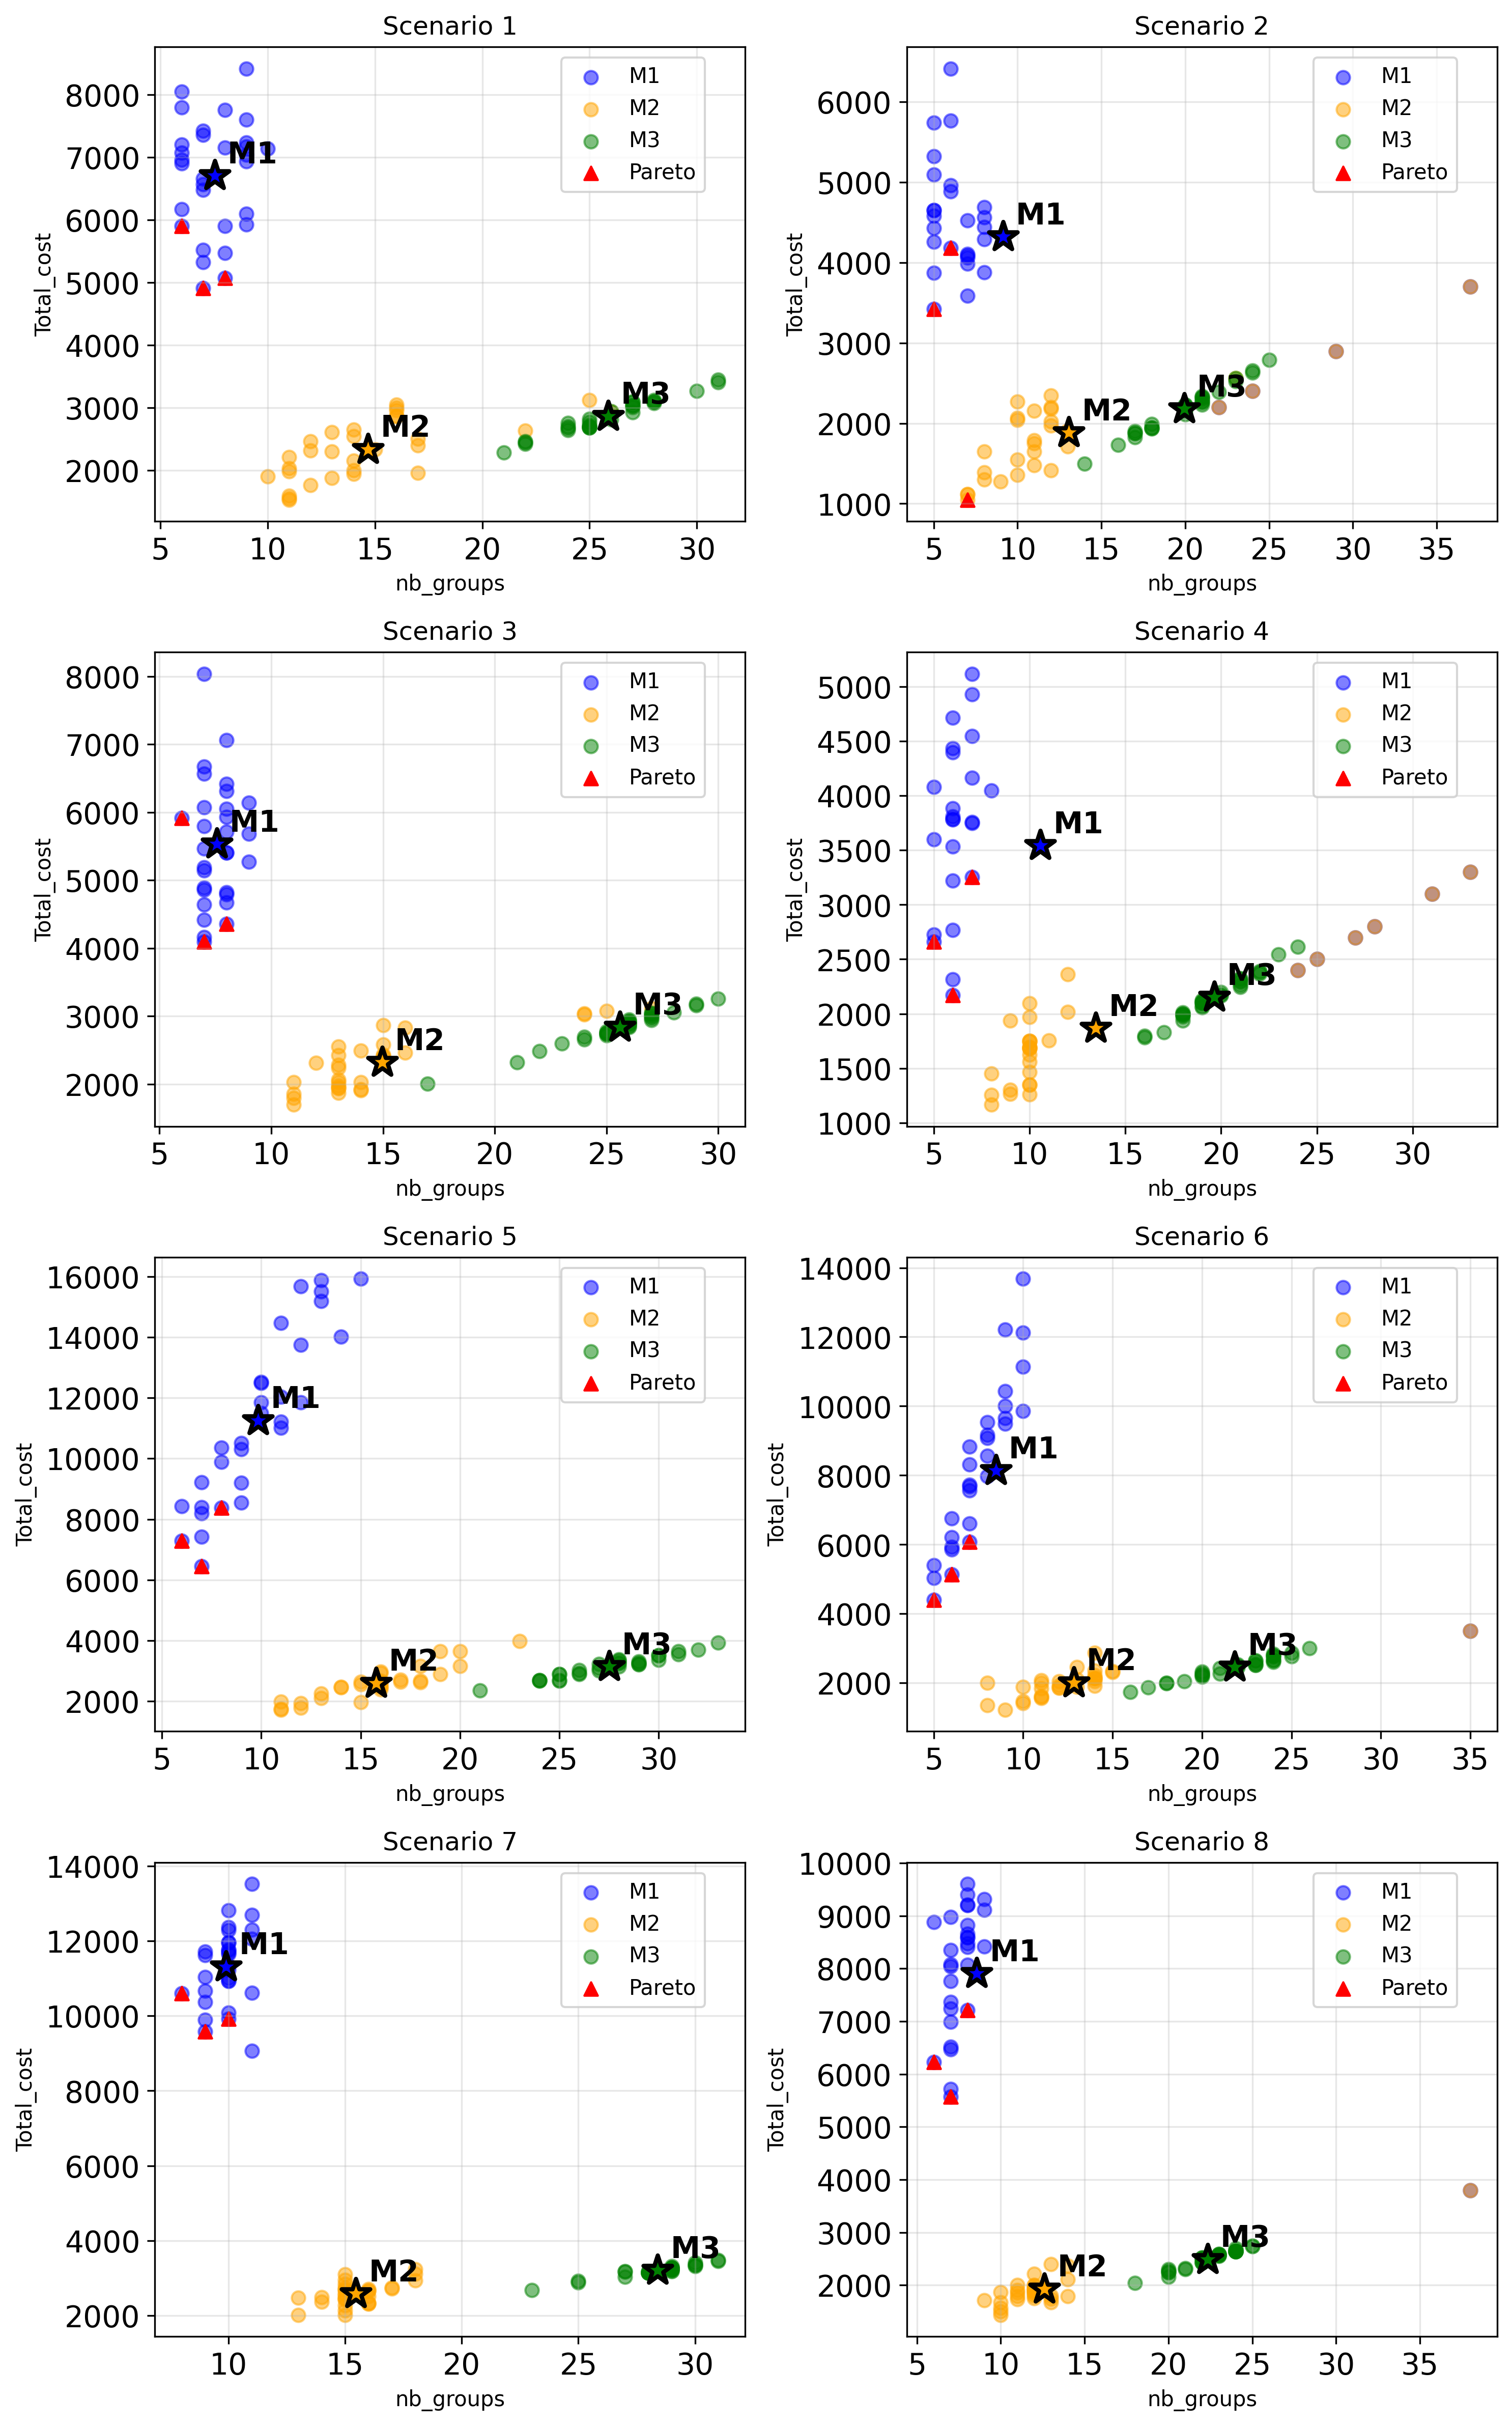 Scenario 1
Total_cost
8000
7000
6000
5000
4000
3000
2000
M1
M2
M3
Pareto
M1
M2
M3
5 10 15 20 25 30
nb_groups
Scenario 2
Total_cost
6000
5000
4000
3000
2000
1000
M1
M2
M3
Pareto
M1
M2
M3
5 10 15 20 25 30 35
nb_groups
Scenario 3
Total_cost
8000
7000
6000
5000
4000
3000
2000
M1
M2
M3
Pareto
M1
M2
M3
5 10 15 20 25 30
nb_groups
Scenario 4
Total_cost
5000
4500
4000
3500
3000
2500
2000
1500
1000
M1
M2
M3
Pareto
M1
M2
M3
5 10 15 20 25 30
nb_groups
Scenario 5
Total_cost
16000
14000
12000
10000
8000
6000
4000
2000
M1
M2
M3
Pareto
M1
M2
M3
5 10 15 20 25 30
nb_groups
Scenario 6
Total_cost
14000
12000
10000
8000
6000
4000
2000
M1
M2
M3
Pareto
M1
M2
M3
5 10 15 20 25 30 35
nb_groups
Scenario 7
Total_cost
14000
12000
10000
8000
6000
4000
2000
M1
M2
M3
Pareto
M1
M2
M3
10 15 20 25 30
nb_groups
Scenario 8
Total_cost
10000
9000
8000
7000
6000
5000
4000
3000
2000
M1
M2
M3
Pareto
M1
M2
M3
5 10 15 20 25 30 35
nb_groups